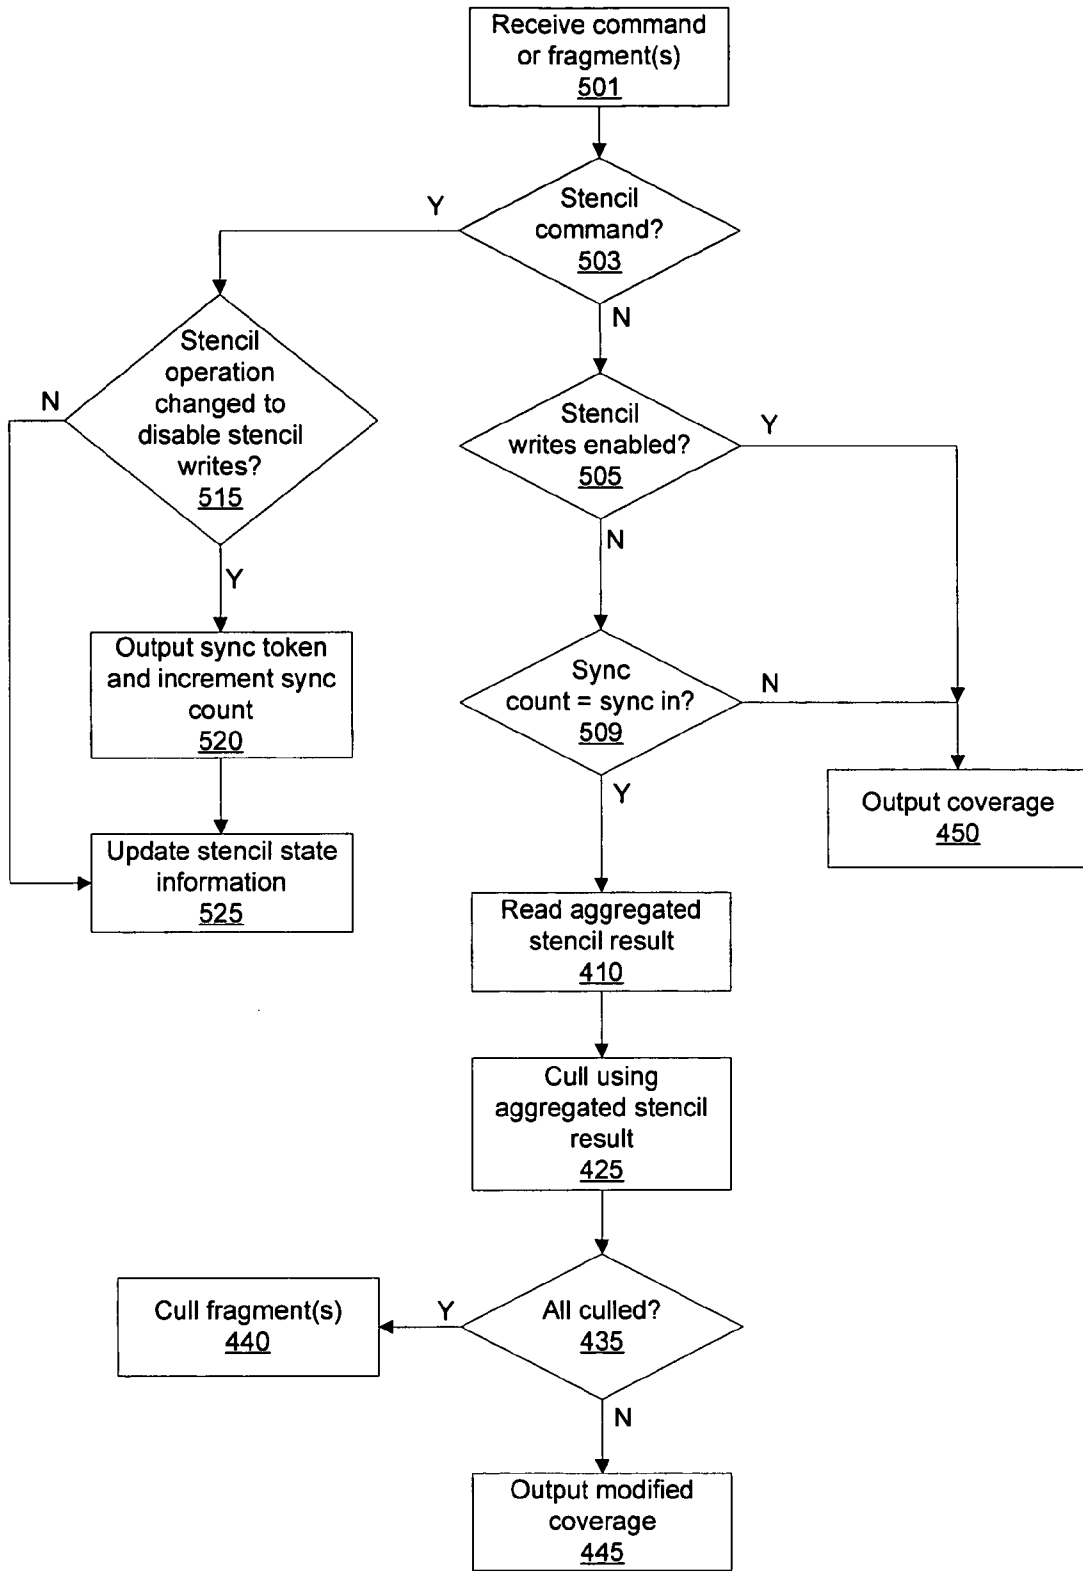 Receive command
or fragment(s)
501
Stencil
command?
503
Y
N
Stencil
operation
changed to
disable stencil
writes?
515
N
Y
Stencil
writes enabled?
505
Y
N
Output sync token
and increment sync
count
520
Sync
count = sync in?
509
N
Y
Output coverage
450
Update stencil state
information
525
Read aggregated
stencil result
410
Cull using
aggregated stencil
result
425
All culled?
435
Y
N
Cull fragment(s)
440
Output modified
coverage
445